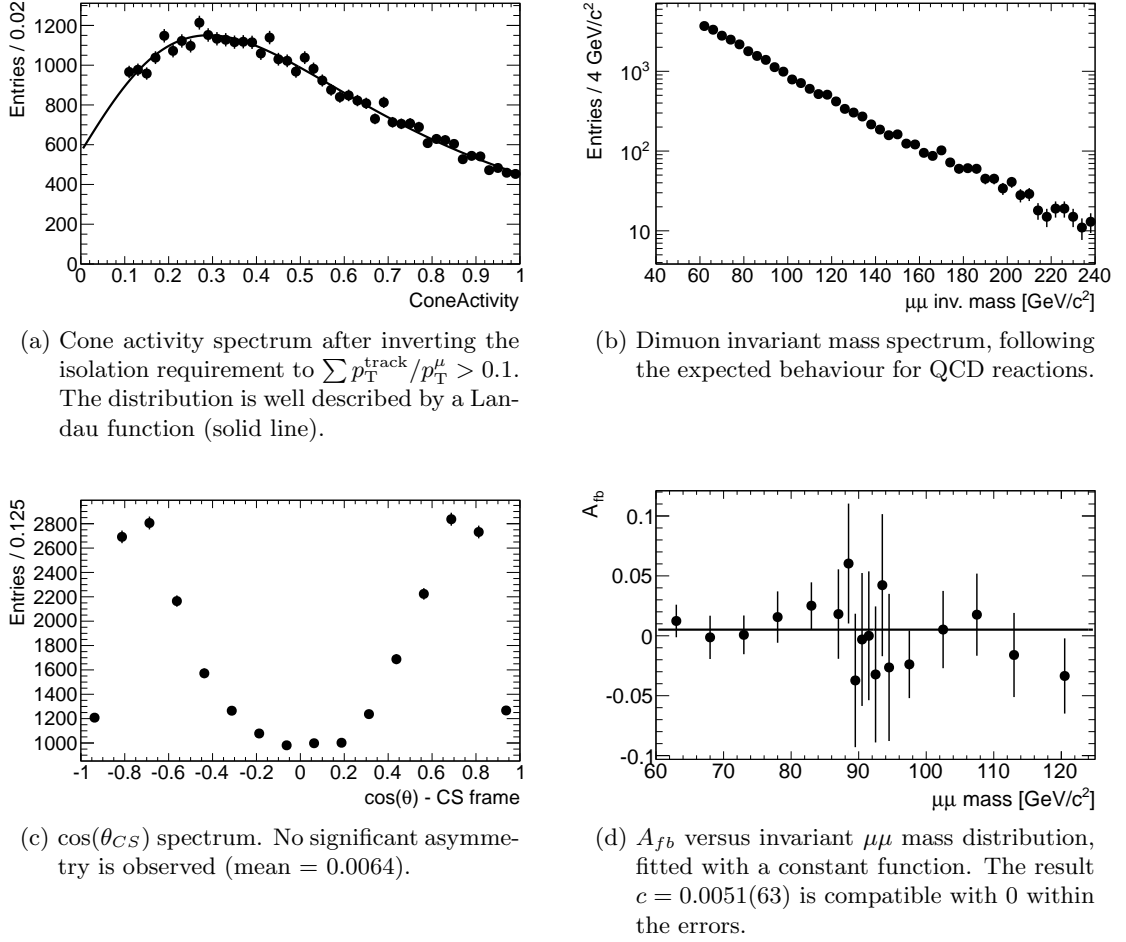 Entries / 0.02
1200
1000
800
600
400
200
0
0 0.1 0.2 0.3 0.4 0.5 0.6 0.7 0.8 0.9 1
ConeActivity
(a) Cone activity spectrum after inverting the
isolation requirement to ∑ p_T^track/p_T^μ > 0.1.
The distribution is well described by a Lan-
dau function (solid line).
Entries / 4 GeV/c²
10³
10²
10
40 60 80 100 120 140 160 180 200 220 240
μμ inv. mass [GeV/c²]
(b) Dimuon invariant mass spectrum, following
the expected behaviour for QCD reactions.
Entries / 0.125
2800
2600
2400
2200
2000
1800
1600
1400
1200
1000
-1 -0.8 -0.6 -0.4 -0.2 0 0.2 0.4 0.6 0.8 1
cos(θ) - CS frame
(c) cos(θ_CS) spectrum. No significant asymme-
try is observed (mean = 0.0064).
A_fb
0.1
0.05
0
-0.05
-0.1
60 70 80 90 100 110 120
μμ mass [GeV/c²]
(d) A_fb versus invariant μμ mass distribution,
fitted with a constant function. The result
c = 0.0051(63) is compatible with 0 within
the errors.